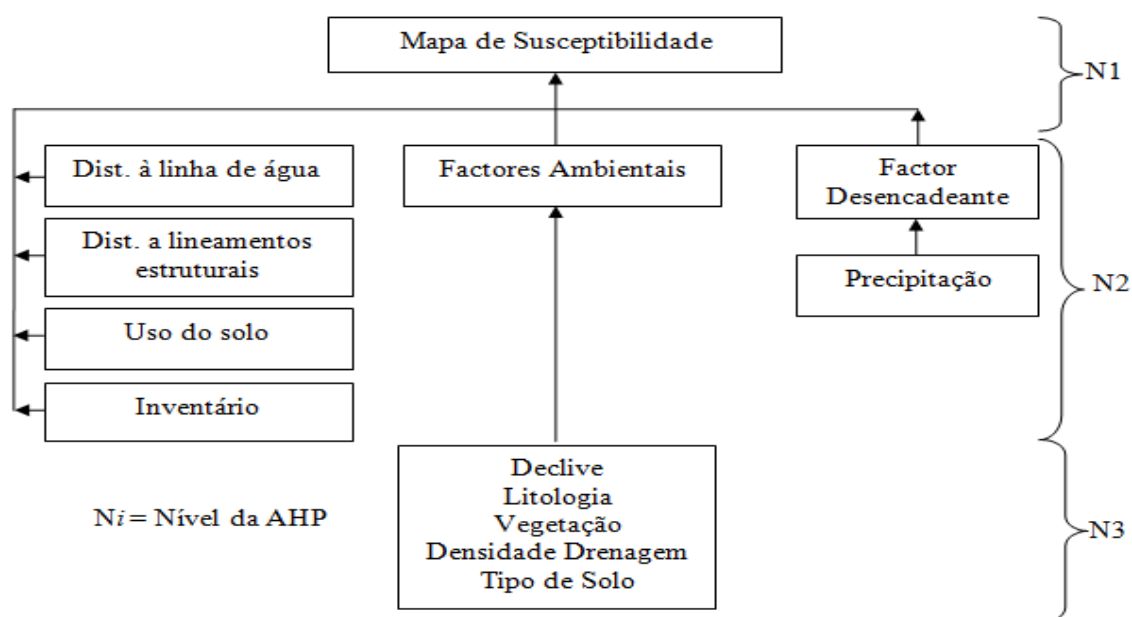 Mapa de Susceptibilidade
N1
Dist. à linha de água
Factores Ambientais
Factor
Desencadeante
Dist. a lineamentos
estruturais
Precipitação
N2
Uso do solo
Inventário
Declive
Litologia
Vegetação
Densidade Drenagem
Tipo de Solo
Ni = Nível da AHP
N3